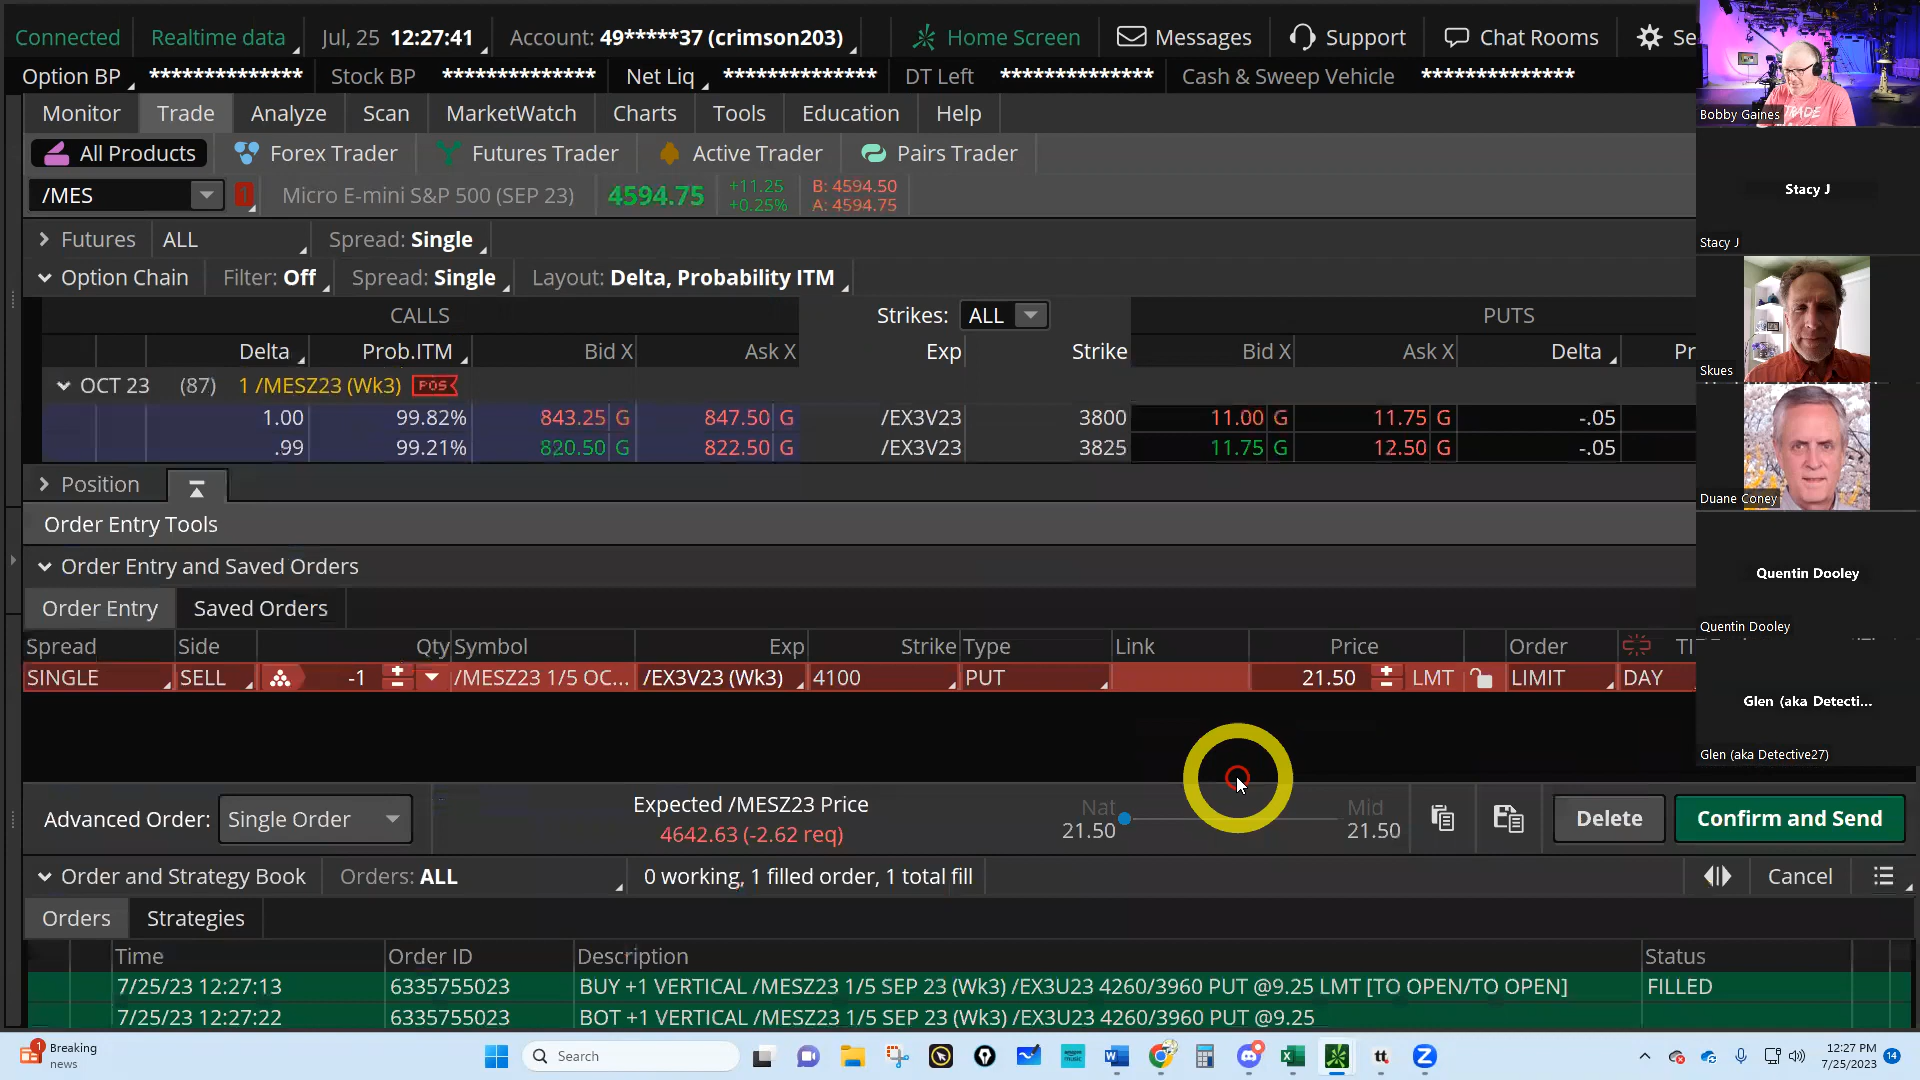 Connected Realtime data Jul, 25 12:27:41 Account: 49*****37 (crimson203) Home Screen Messages Support Chat Rooms Se
Option BP ************** Stock BP ************** Net Liq ************** DT Left ************** Cash & Sweep Vehicle **************
Monitor Trade Analyze Scan MarketWatch Charts Tools Education Help
All Products Forex Trader Futures Trader Active Trader Pairs Trader
/MES 1 Micro E-mini S&P 500 (SEP 23) 4594.75 +11.25 B: 4594.50
+0.25% A: 4594.75
Futures ALL Spread: Single
Option Chain Filter: Off Spread: Single Layout: Delta, Probability ITM
CALLS Strikes: ALL PUTS
Delta Prob.ITM Bid X Ask X Exp Strike Bid X Ask X Delta Pr
OCT 23 (87) 1 /MESZ23 (Wk3) POS
1.00 99.82% 843.25 G 847.50 G /EX3V23 3800 11.00 G 11.75 G -.05
.99 99.21% 820.50 G 822.50 G /EX3V23 3825 11.75 G 12.50 G -.05
Position
Order Entry Tools
Order Entry and Saved Orders
Order Entry Saved Orders
Spread Side Qty Symbol Exp Strike Type Link Price Order TI
SINGLE SELL -1 /MESZ23 1/5 OC... /EX3V23 (Wk3) 4100 PUT 21.50 LMT LIMIT DAY
Advanced Order: Single Order
Expected /MESZ23 Price
4642.63 (-2.62 req)
Nat Mid
21.50 21.50
Delete Confirm and Send
Order and Strategy Book Orders: ALL 0 working, 1 filled order, 1 total fill Cancel
Orders Strategies
Time Order ID Description Status
7/25/23 12:27:13 6335755023 BUY +1 VERTICAL /MESZ23 1/5 SEP 23 (Wk3) /EX3U23 4260/3960 PUT @9.25 LMT [TO OPEN/TO OPEN] FILLED
7/25/23 12:27:22 6335755023 BOT +1 VERTICAL /MESZ23 1/5 SEP 23 (Wk3) /EX3U23 4260/3960 PUT @9.25
TRADE
Bobby Gaines
Stacy J
Stacy J
Skues
Duane Coney
Quentin Dooley
Quentin Dooley
Glen (aka Detecti...
Glen (aka Detective27)
1
Breaking
news
Search
amazon music
tt
12:27 PM
7/25/2023
14